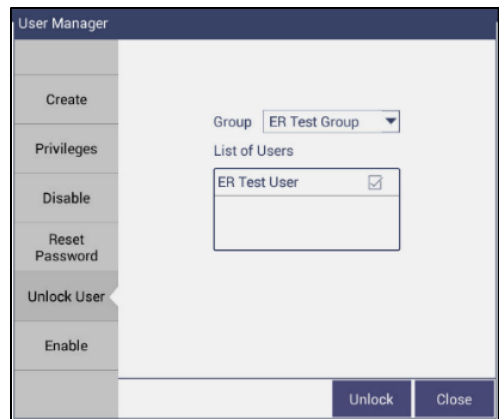 User Manager
Create
Privileges
Disable
Reset
Password
Unlock User
Enable
Group ER Test Group
List of Users
ER Test User
Unlock Close